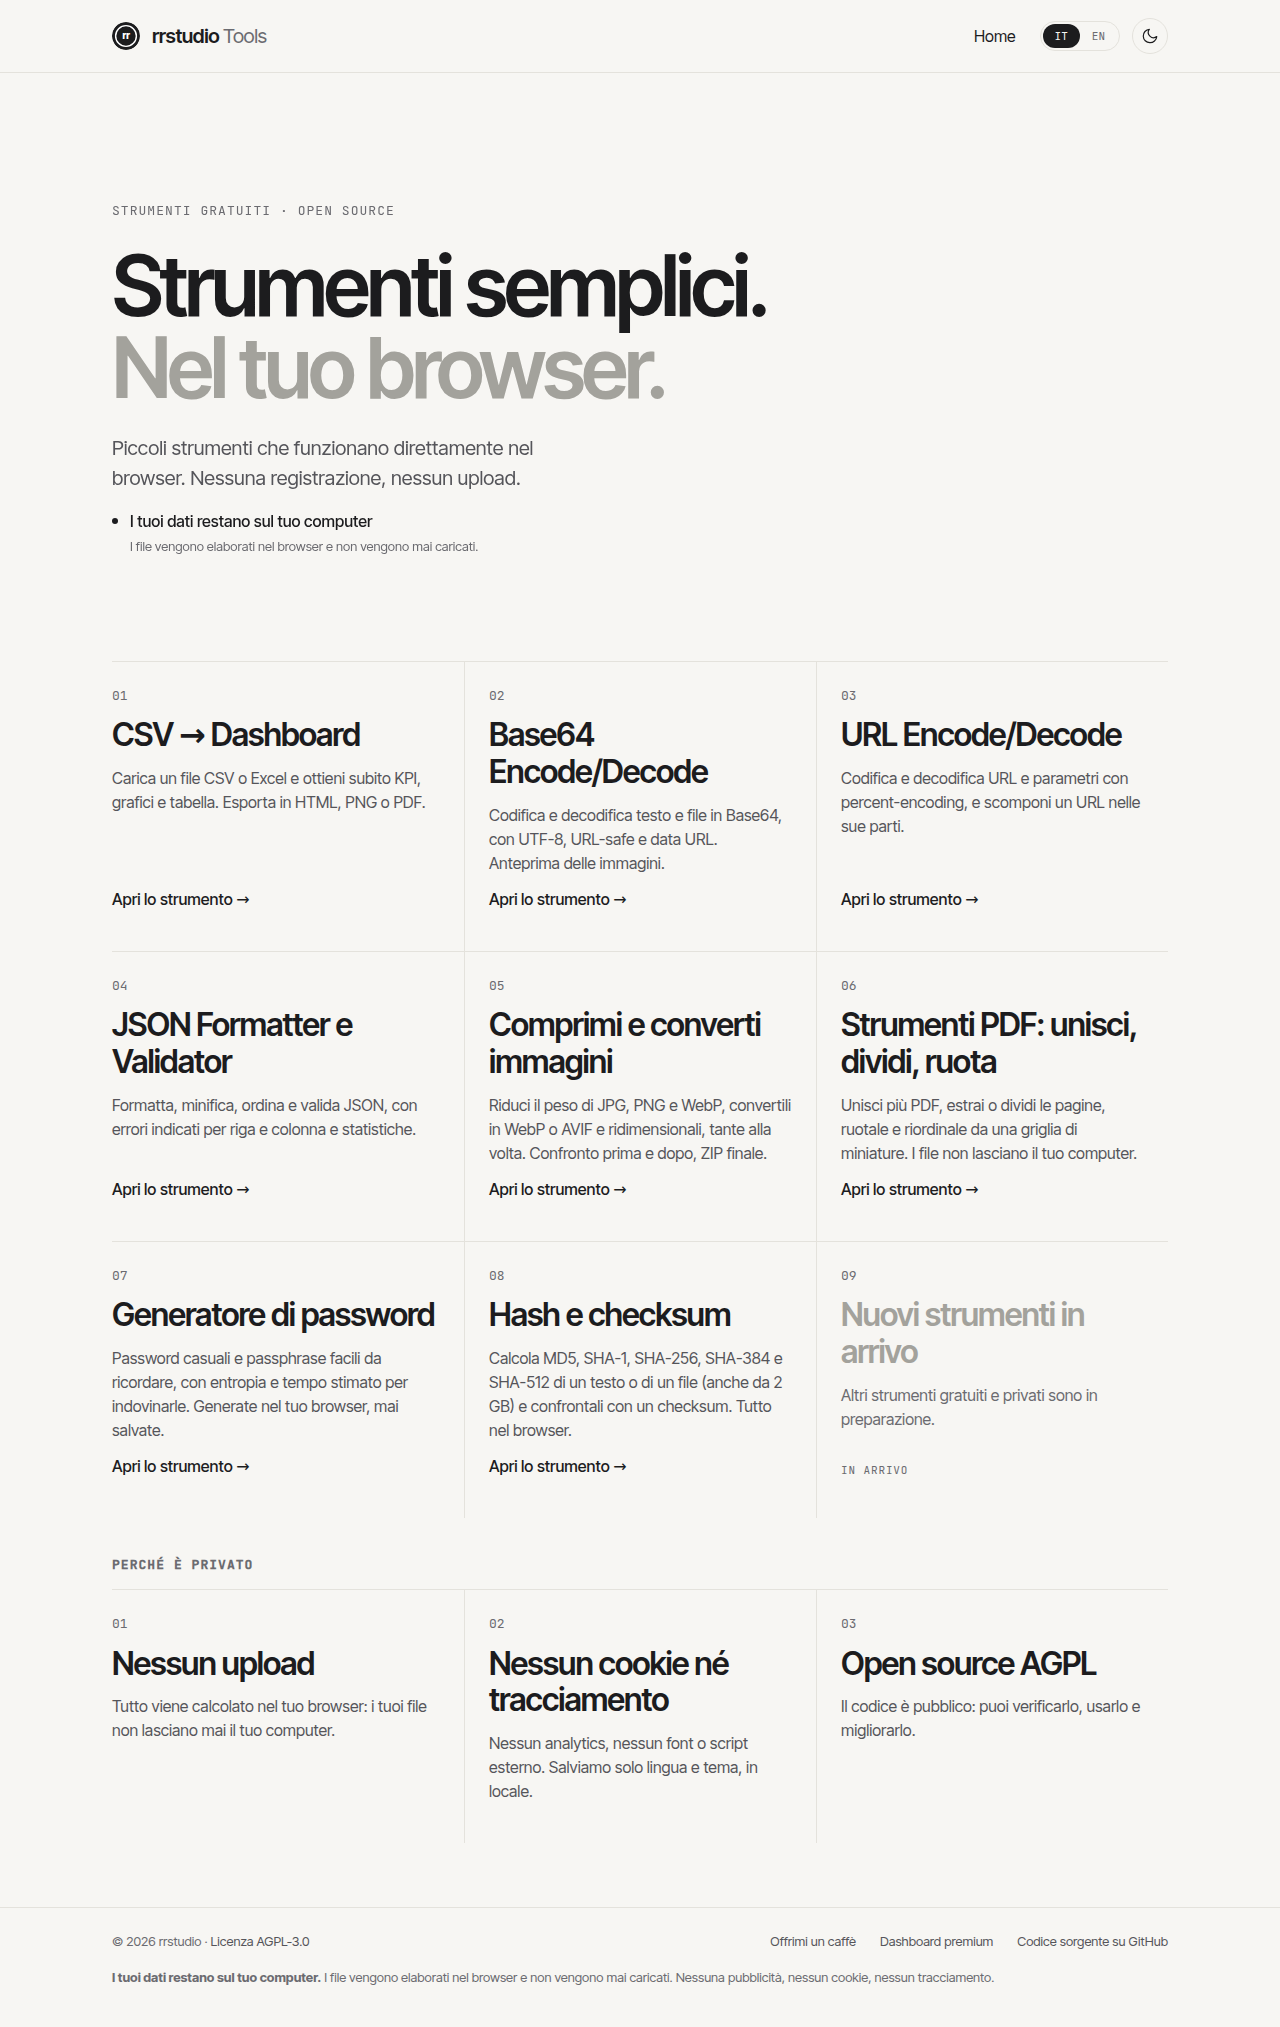 rr rrstudio Tools
Home
IT EN
STRUMENTI GRATUITI · OPEN SOURCE
Strumenti semplici.
Nel tuo browser.
Piccoli strumenti che funzionano direttamente nel
browser. Nessuna registrazione, nessun upload.
• I tuoi dati restano sul tuo computer
I file vengono elaborati nel browser e non vengono mai caricati.
01
CSV → Dashboard
Carica un file CSV o Excel e ottieni subito KPI,
grafici e tabella. Esporta in HTML, PNG o PDF.
Apri lo strumento →
02
Base64
Encode/Decode
Codifica e decodifica testo e file in Base64,
con UTF-8, URL-safe e data URL.
Anteprima delle immagini.
Apri lo strumento →
03
URL Encode/Decode
Codifica e decodifica URL e parametri con
percent-encoding, e scomponi un URL nelle
sue parti.
Apri lo strumento →
04
JSON Formatter e
Validator
Formatta, minifica, ordina e valida JSON, con
errori indicati per riga e colonna e statistiche.
Apri lo strumento →
05
Comprimi e converti
immagini
Riduci il peso di JPG, PNG e WebP, convertili
in WebP o AVIF e ridimensionali, tante alla
volta. Confronto prima e dopo, ZIP finale.
Apri lo strumento →
06
Strumenti PDF: unisci,
dividi, ruota
Unisci più PDF, estrai o dividi le pagine,
ruotale e riordinale da una griglia di
miniature. I file non lasciano il tuo computer.
Apri lo strumento →
07
Generatore di password
Password casuali e passphrase facili da
ricordare, con entropia e tempo stimato per
indovinarle. Generate nel tuo browser, mai
salvate.
Apri lo strumento →
08
Hash e checksum
Calcola MD5, SHA-1, SHA-256, SHA-384 e
SHA-512 di un testo o di un file (anche da 2
GB) e confrontali con un checksum. Tutto
nel browser.
Apri lo strumento →
09
Nuovi strumenti in
arrivo
Altri strumenti gratuiti e privati sono in
preparazione.
IN ARRIVO
PERCHÉ È PRIVATO
01
Nessun upload
Tutto viene calcolato nel tuo browser: i tuoi file
non lasciano mai il tuo computer.
02
Nessun cookie né
tracciamento
Nessun analytics, nessun font o script
esterno. Salviamo solo lingua e tema, in
locale.
03
Open source AGPL
Il codice è pubblico: puoi verificarlo, usarlo e
migliorarlo.
© 2026 rrstudio · Licenza AGPL-3.0
Offrimi un caffè Dashboard premium Codice sorgente su GitHub
I tuoi dati restano sul tuo computer. I file vengono elaborati nel browser e non vengono mai caricati. Nessuna pubblicità, nessun cookie, nessun tracciamento.